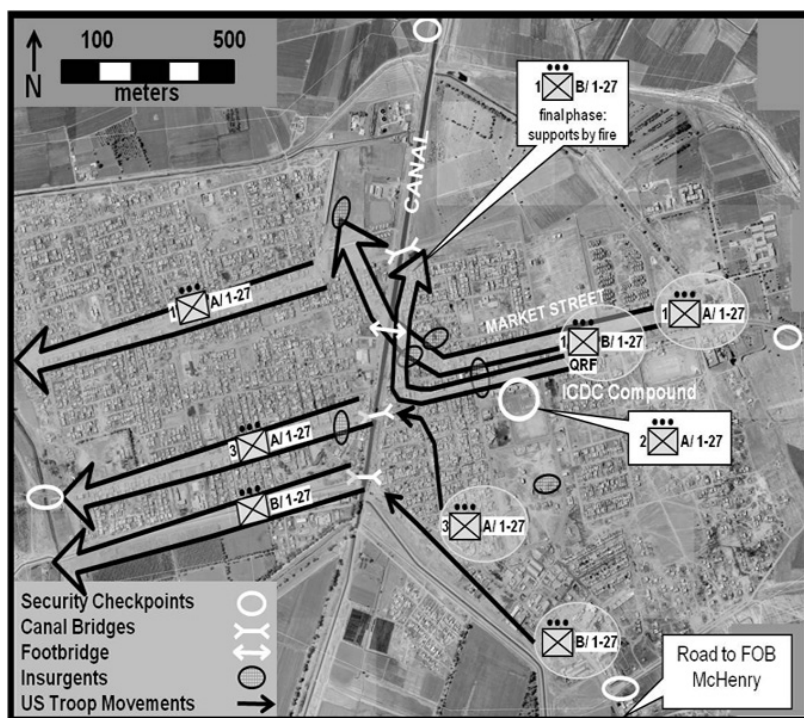 N
100 500
meters
1 B/ 1-27
final phase:
supports by fire
CANAL
1 A/ 1-27
MARKET STREET
1 A/ 1-27
1 B/ 1-27
QRF
ICDC Compound
2 A/ 1-27
3 A/ 1-27
B/ 1-27
3 A/ 1-27
B/ 1-27
Security Checkpoints
Canal Bridges
Footbridge
Insurgents
US Troop Movements
Road to FOB
McHenry